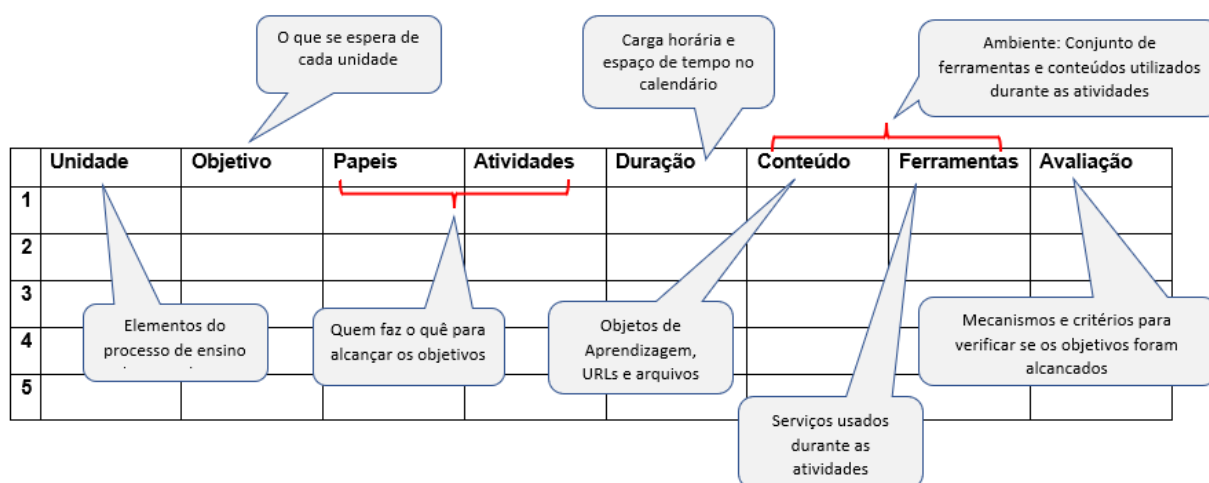 O que se espera de
cada unidade
Carga horária e
espaço de tempo no
calendário
Ambiente: Conjunto de
ferramentas e conteúdos utilizados
durante as atividades
Unidade Objetivo Papeis Atividades Duração Conteúdo Ferramentas Avaliação
1
2
3
4
5
Elementos do
processo de ensino
Quem faz o quê para
alcançar os objetivos
Objetos de
Aprendizagem,
URLs e arquivos
Mecanismos e critérios para
verificar se os objetivos foram
alcancados
Serviços usados
durante as
atividades